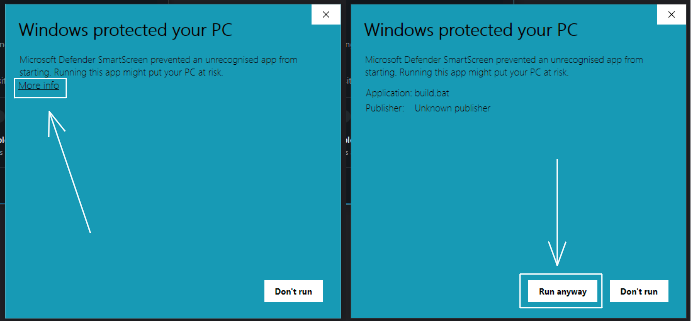 Windows protected your PC
Microsoft Defender SmartScreen prevented an unrecognised app from
starting. Running this app might put your PC at risk.
More info
Don't run
Windows protected your PC
Microsoft Defender SmartScreen prevented an unrecognised app from
starting. Running this app might put your PC at risk.
Application: build.bat
Publisher: Unknown publisher
Run anyway
Don't run